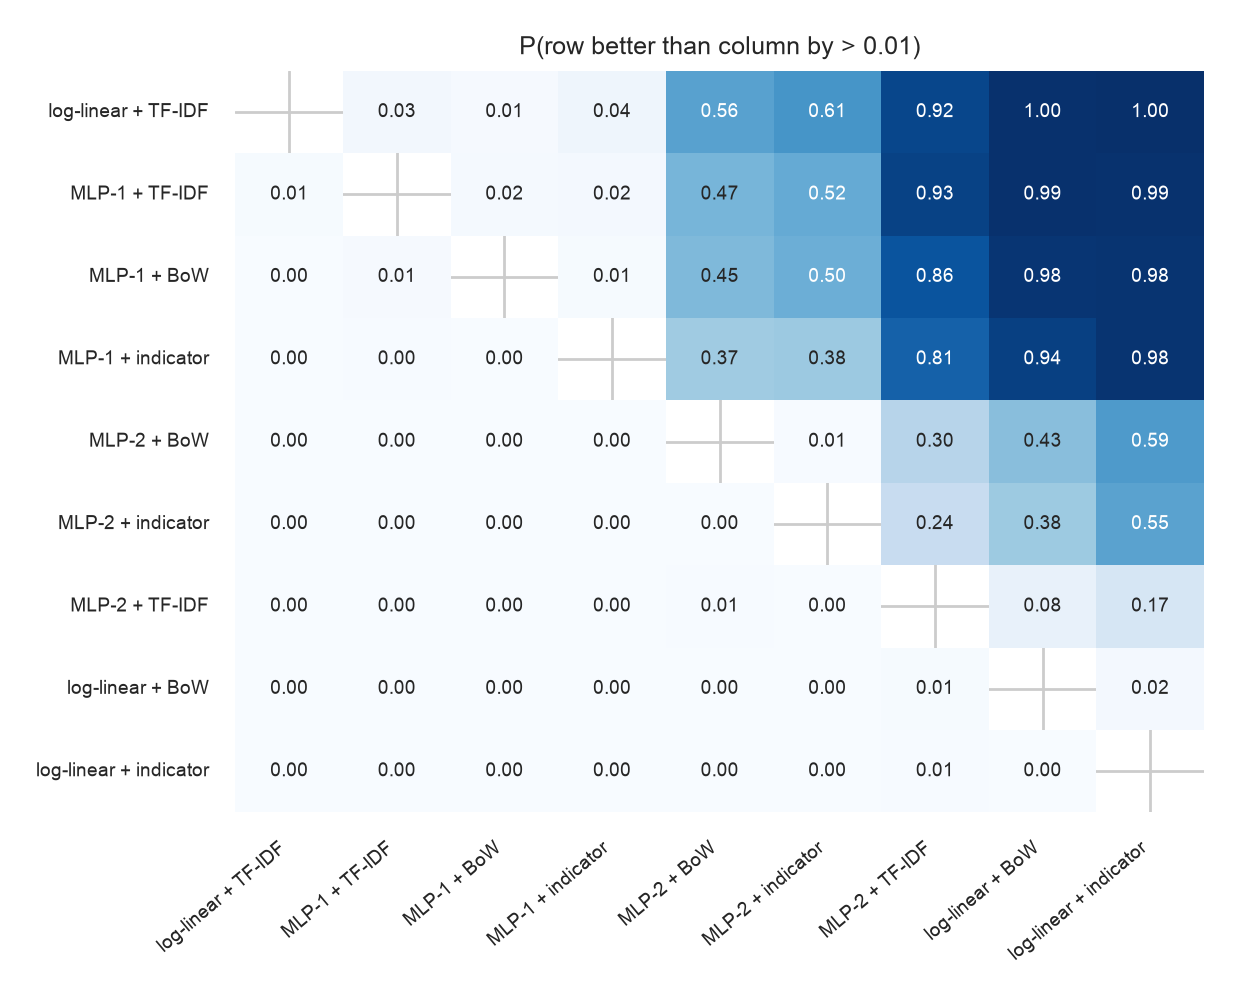 P(row better than column by > 0.01)
log-linear + TF-IDF 0.03 0.01 0.04 0.56 0.61 0.92 1.00 1.00
MLP-1 + TF-IDF 0.01 0.02 0.02 0.47 0.52 0.93 0.99 0.99
MLP-1 + BoW 0.00 0.01 0.01 0.45 0.50 0.86 0.98 0.98
MLP-1 + indicator 0.00 0.00 0.00 0.37 0.38 0.81 0.94 0.98
MLP-2 + BoW 0.00 0.00 0.00 0.00 0.01 0.30 0.43 0.59
MLP-2 + indicator 0.00 0.00 0.00 0.00 0.00 0.24 0.38 0.55
MLP-2 + TF-IDF 0.00 0.00 0.00 0.00 0.01 0.00 0.08 0.17
log-linear + BoW 0.00 0.00 0.00 0.00 0.00 0.00 0.01 0.02
log-linear + indicator 0.00 0.00 0.00 0.00 0.00 0.00 0.01 0.00
log-linear + TF-IDF
MLP-1 + TF-IDF
MLP-1 + BoW
MLP-1 + indicator
MLP-2 + BoW
MLP-2 + indicator
MLP-2 + TF-IDF
log-linear + BoW
log-linear + indicator